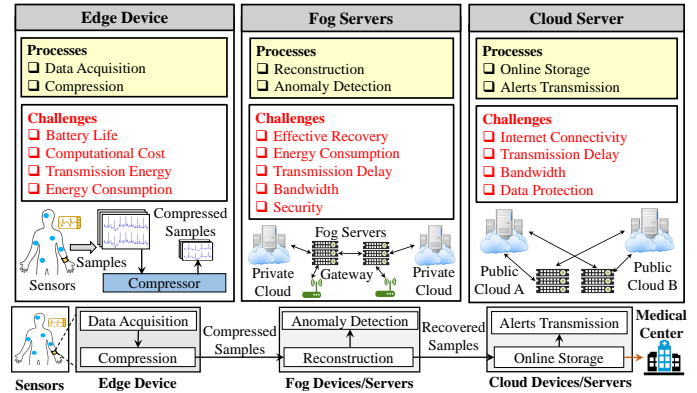 Edge Device
Processes
❑ Data Acquisition
❑ Compression
Challenges
❑ Battery Life
❑ Computational Cost
❑ Transmission Energy
❑ Energy Consumption
Compressed
Samples
Samples
Sensors
Compressor
Fog Servers
Processes
❑ Reconstruction
❑ Anomaly Detection
Challenges
❑ Effective Recovery
❑ Energy Consumption
❑ Transmission Delay
❑ Bandwidth
❑ Security
Fog Servers
Private
Cloud
Gateway
Private
Cloud
Cloud Server
Processes
❑ Online Storage
❑ Alerts Transmission
Challenges
❑ Internet Connectivity
❑ Transmission Delay
❑ Bandwidth
❑ Data Protection
Public
Cloud A
Public
Cloud B
Sensors
Data Acquisition
Compression
Edge Device
Compressed
Samples
Anomaly Detection
Reconstruction
Fog Devices/Servers
Recovered
Samples
Alerts Transmission
Online Storage
Cloud Devices/Servers
Medical
Center